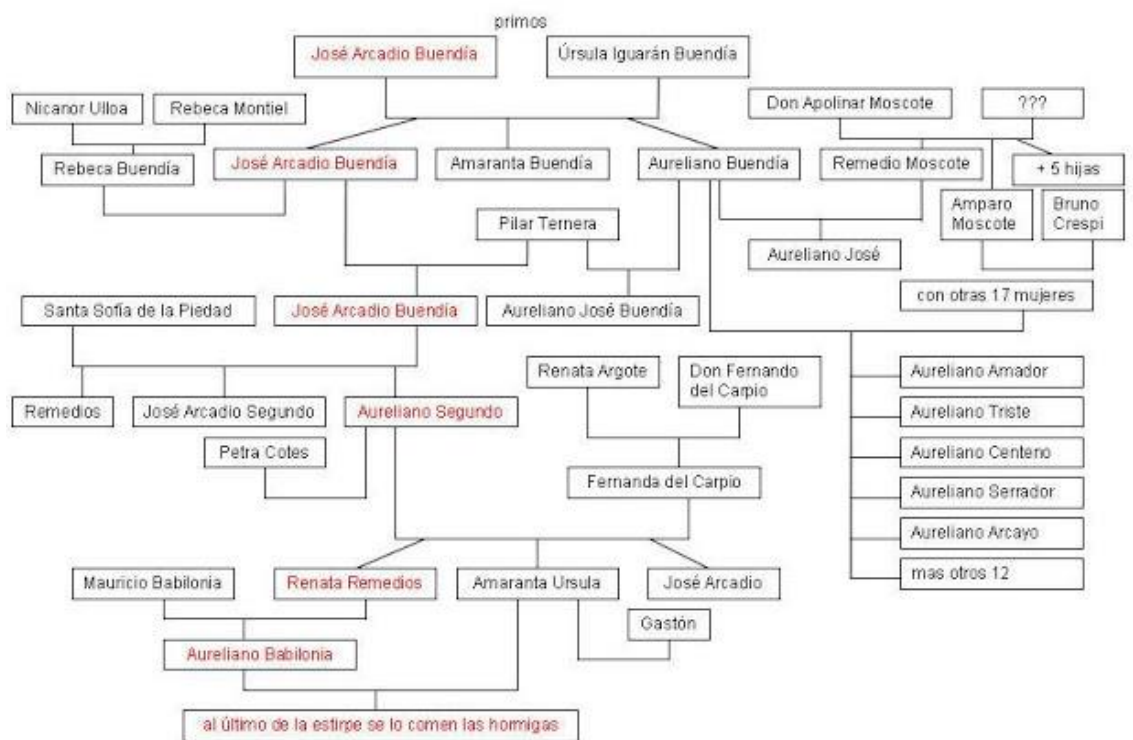 primos
José Arcadio Buendía
Úrsula Iguarán Buendía
Nicanor Ulloa
Rebeca Montiel
Don Apolinar Moscote
???
Rebeca Buendía
José Arcadio Buendía
Amaranta Buendía
Aureliano Buendía
Remedio Moscote
+ 5 hijas
Amparo
Moscote
Bruno
Crespi
Pilar Ternera
Aureliano José
Santa Sofía de la Piedad
José Arcadio Buendía
Aureliano José Buendía
con otras 17 mujeres
Renata Argote
Don Fernando
del Carpio
Aureliano Amador
Remedios
José Arcadio Segundo
Aureliano Segundo
Aureliano Triste
Petra Cotes
Aureliano Centeno
Fernanda del Carpio
Aureliano Serrador
Aureliano Arcayo
Mauricio Babilonia
Renata Remedios
Amaranta Ursula
José Arcadio
mas otros 12
Gastón
Aureliano Babilonia
al último de la estirpe se lo comen las hormigas